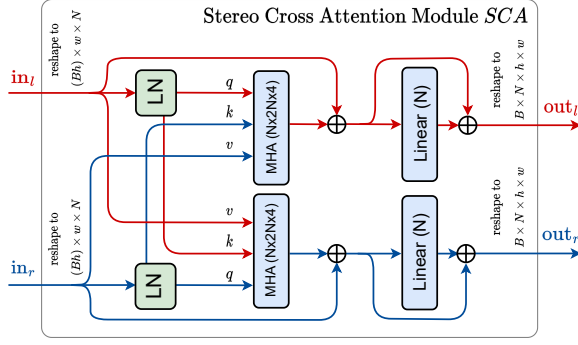 Stereo Cross Attention Module SCA
reshape to
(Bh) × w × N
in_l
LN
q
k
v
MHA (Nx2Nx4)
Linear (N)
reshape to
B × N × h × w
out_l
reshape to
(Bh) × w × N
in_r
LN
v
k
q
MHA (Nx2Nx4)
Linear (N)
reshape to
B × N × h × w
out_r